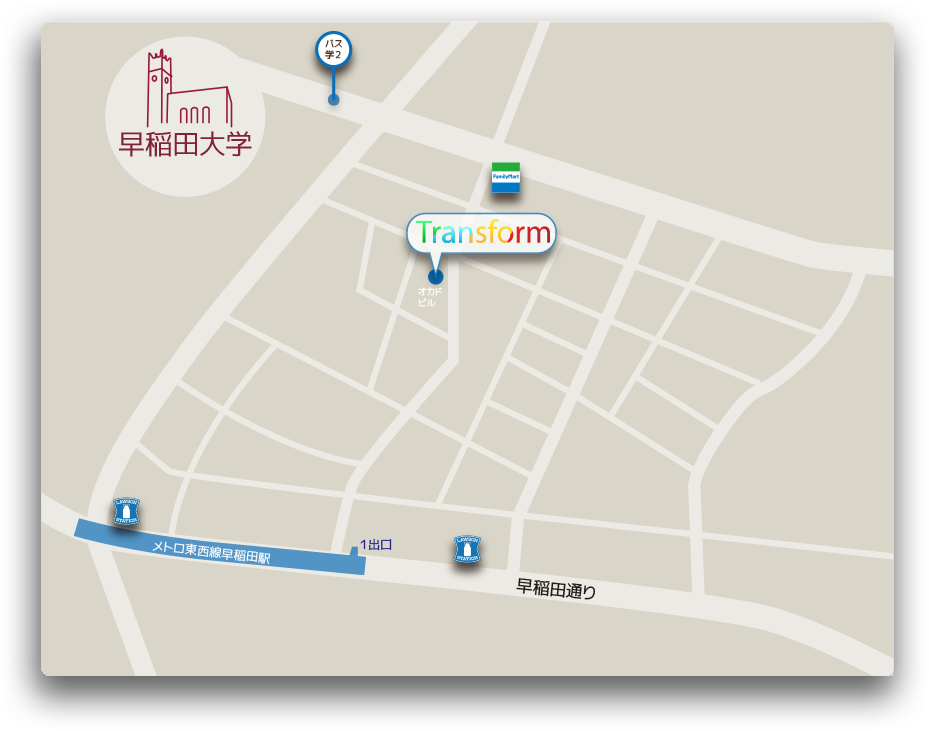 バス
学2
早稲田大学
FamilyMart
Transform
オカド
ビル
LAWSON
STATION
メトロ東西線早稲田駅
1出口
LAWSON
STATION
早稲田通り